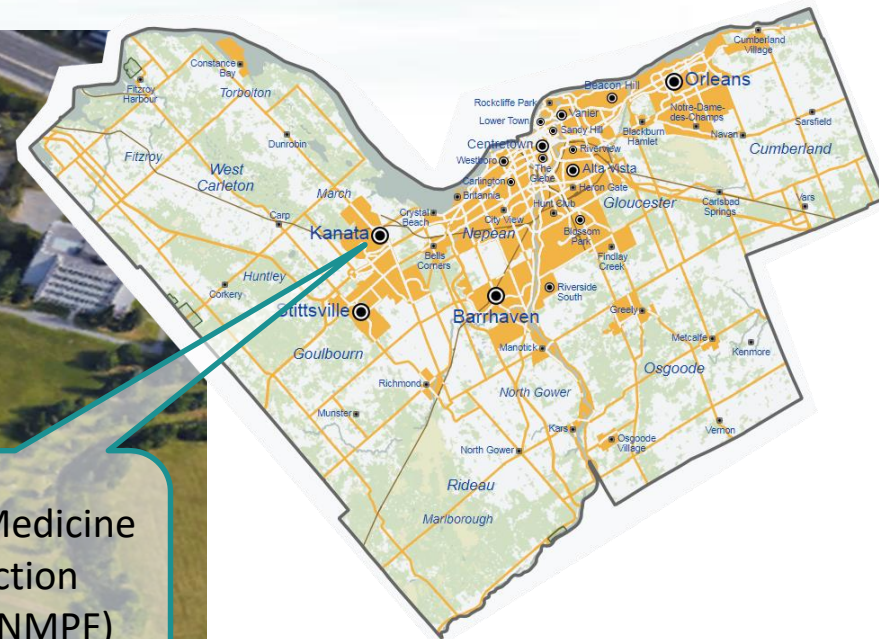 Cumberland
Village
Constance
Bay
Orleans
Beacon Hill
Fitzroy
Harbour
Torbolton
Rockcliffe Park
Vanier
Notre-Dame-
des-Champs
Lower Town
Sandy Hill
Blackburn
Hamlet
Navan
Sarsfield
Dunrobin
Centretown
Riverview
Cumberland
Fitzroy
West
Carleton
Westboro
The
Glebe
Alta Vista
Carlington
Heron Gate
March
Britannia
Hunt Club
Gloucester
Carlsbad
Springs
Vars
Carp
Crystal
Beach
City View
Kanata
Nepean
Blossom
Park
Bells
Corners
Findlay
Creek
Huntley
Corkery
Riverside
South
Stittsville
Barrhaven
Greely
Goulbourn
Manotick
Metcalfe
Kenmore
Richmond
Osgoode
North Gower
Munster
Kars
Vernon
Osgoode
Village
North Gower
Rideau
Marlborough
Medicine
ction
NMPF)